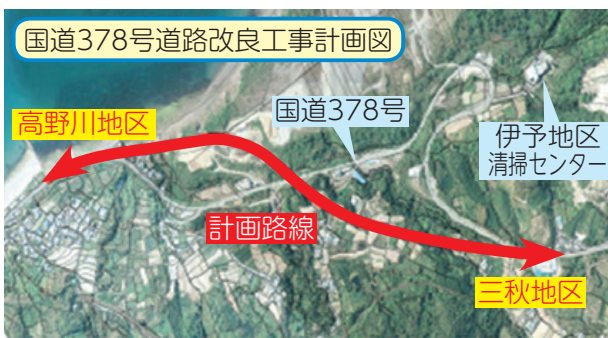 国道378号道路改良工事計画図
高野川地区
国道378号
伊予地区
清掃センター
計画路線
三秋地区